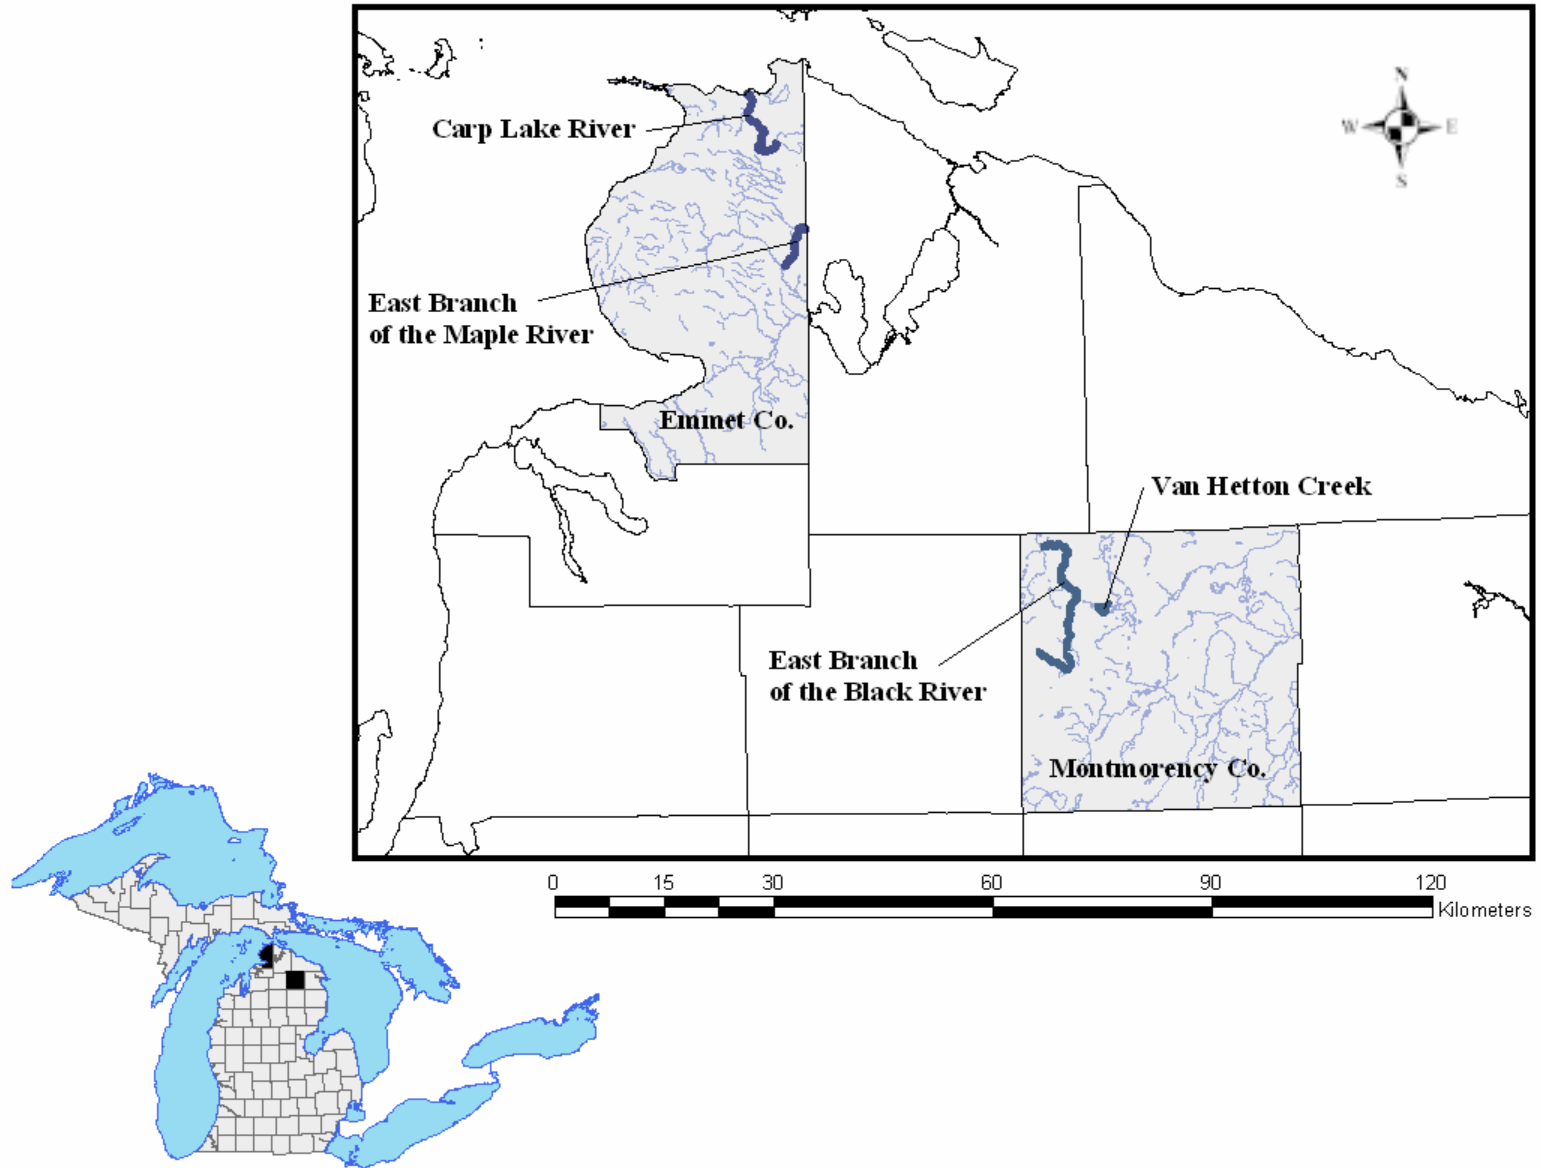 N
Carp Lake River
W
E
S
East Branch
of the Maple River
Emmet Co.
Van Hetton Creek
East Branch
of the Black River
Montmorency Co.
0 15 30 60 90 120
Kilometers